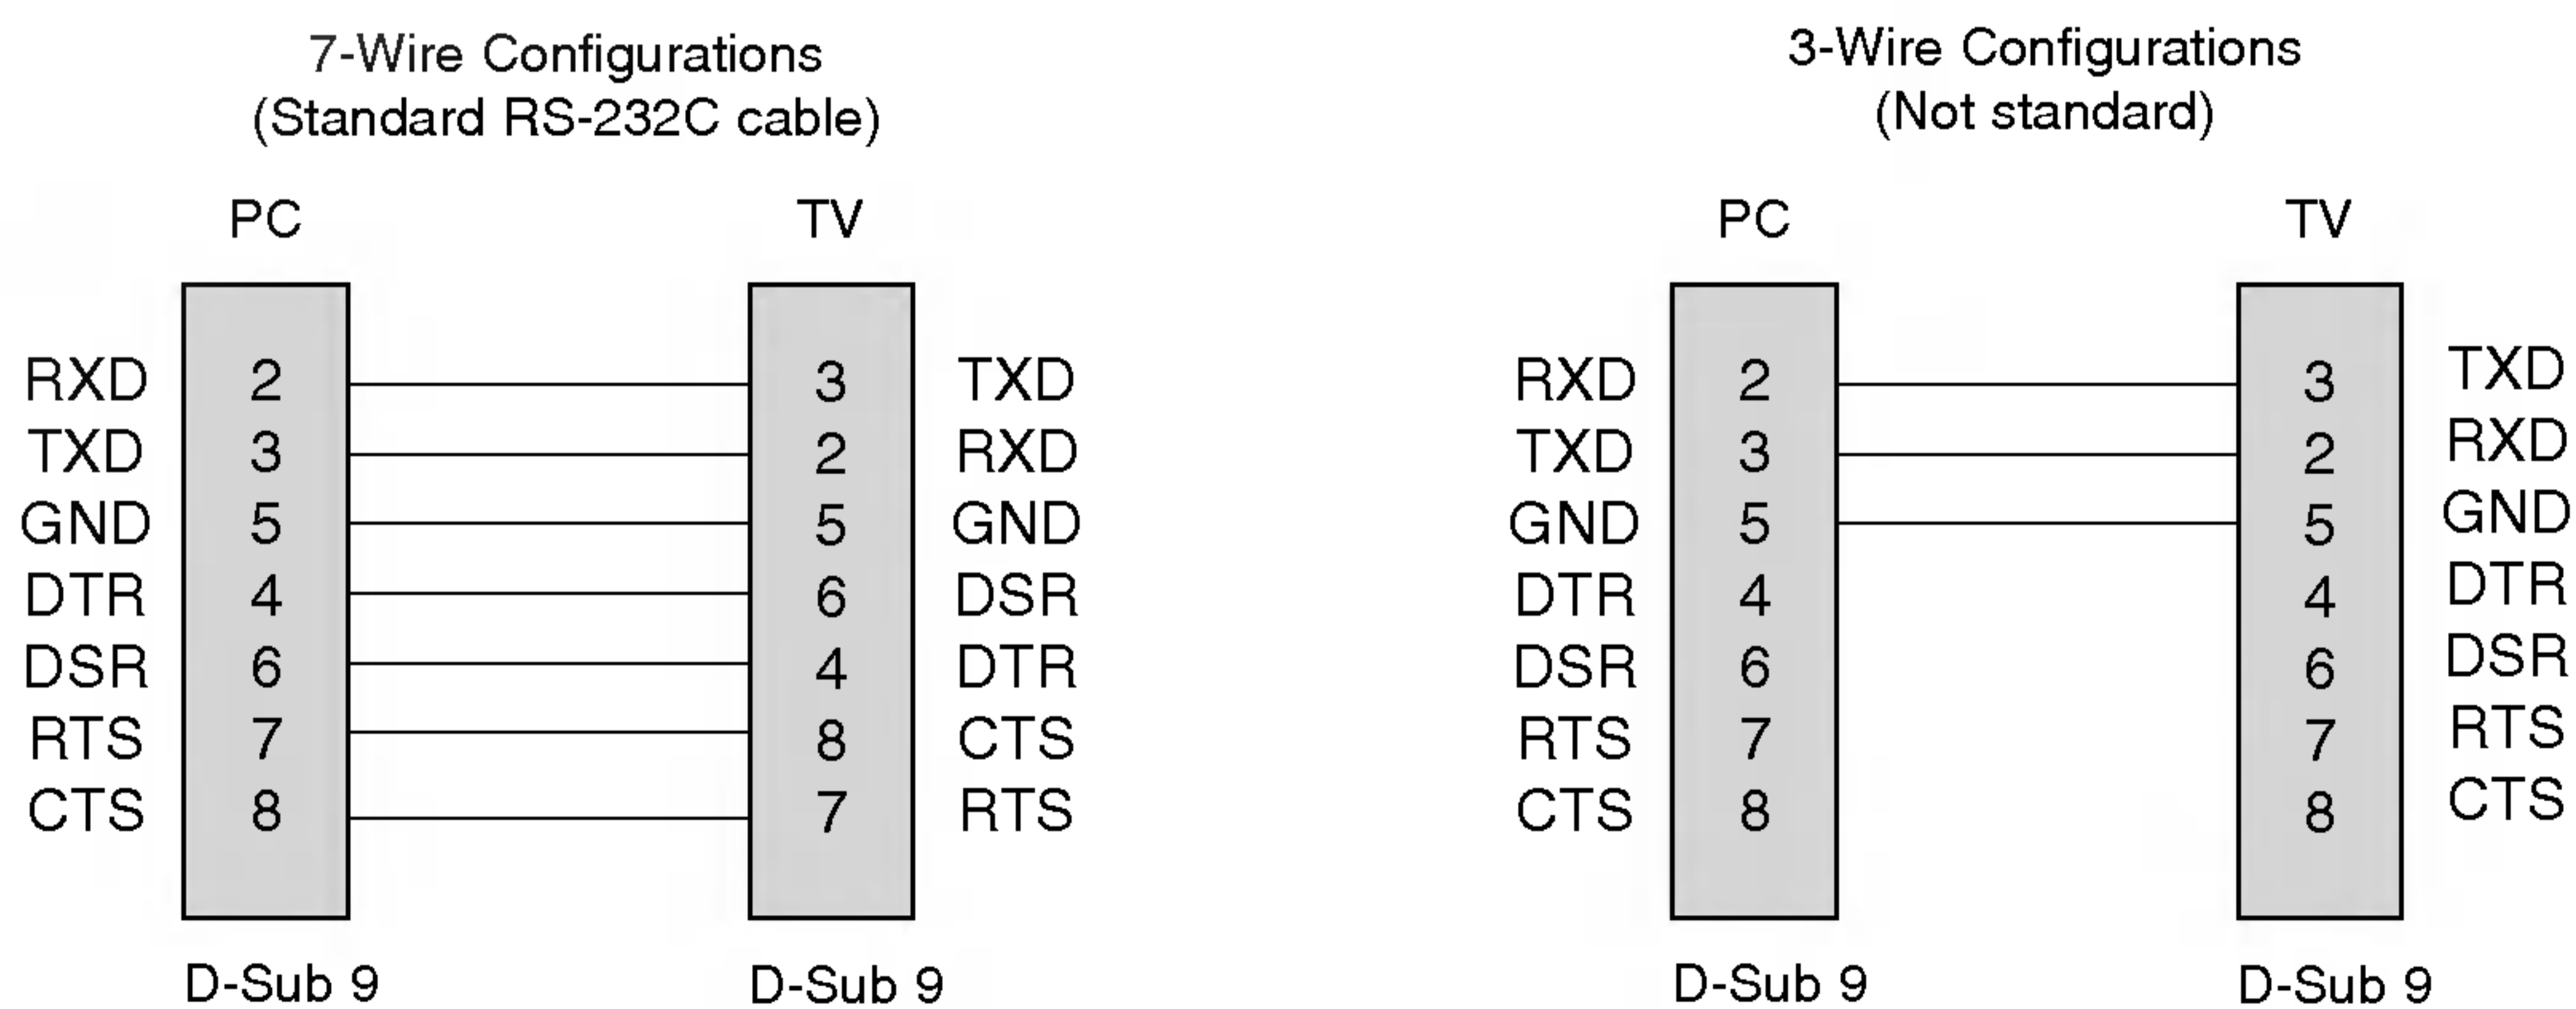 7-Wire Configurations
(Standard RS-232C cable)
PC TV
RXD 2 3 TXD
TXD 3 2 RXD
GND 5 5 GND
DTR 4 6 DSR
DSR 6 4 DTR
RTS 7 8 CTS
CTS 8 7 RTS
D-Sub 9 D-Sub 9
3-Wire Configurations
(Not standard)
PC TV
RXD 2 3 TXD
TXD 3 2 RXD
GND 5 5 GND
DTR 4 4 DTR
DSR 6 6 DSR
RTS 7 7 RTS
CTS 8 8 CTS
D-Sub 9 D-Sub 9